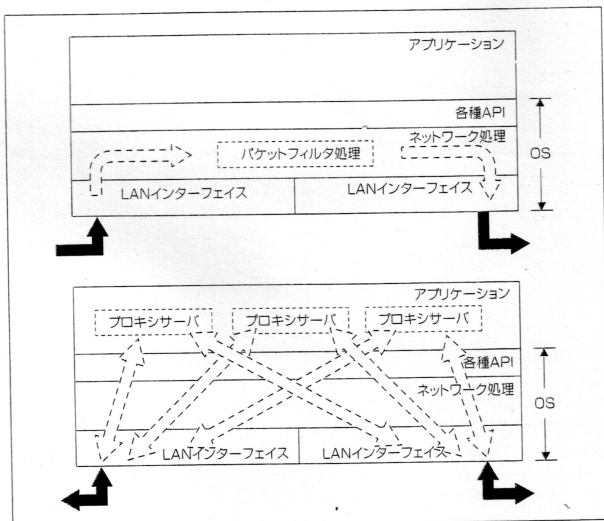 アプリケーション
各種API
ネットワーク処理
パケットフィルタ処理
OS
LANインターフェイス
LANインターフェイス
アプリケーション
プロキシサーバ
プロキシサーバ
プロキシサーバ
各種API
ネットワーク処理
OS
LANインターフェイス
LANインターフェイス